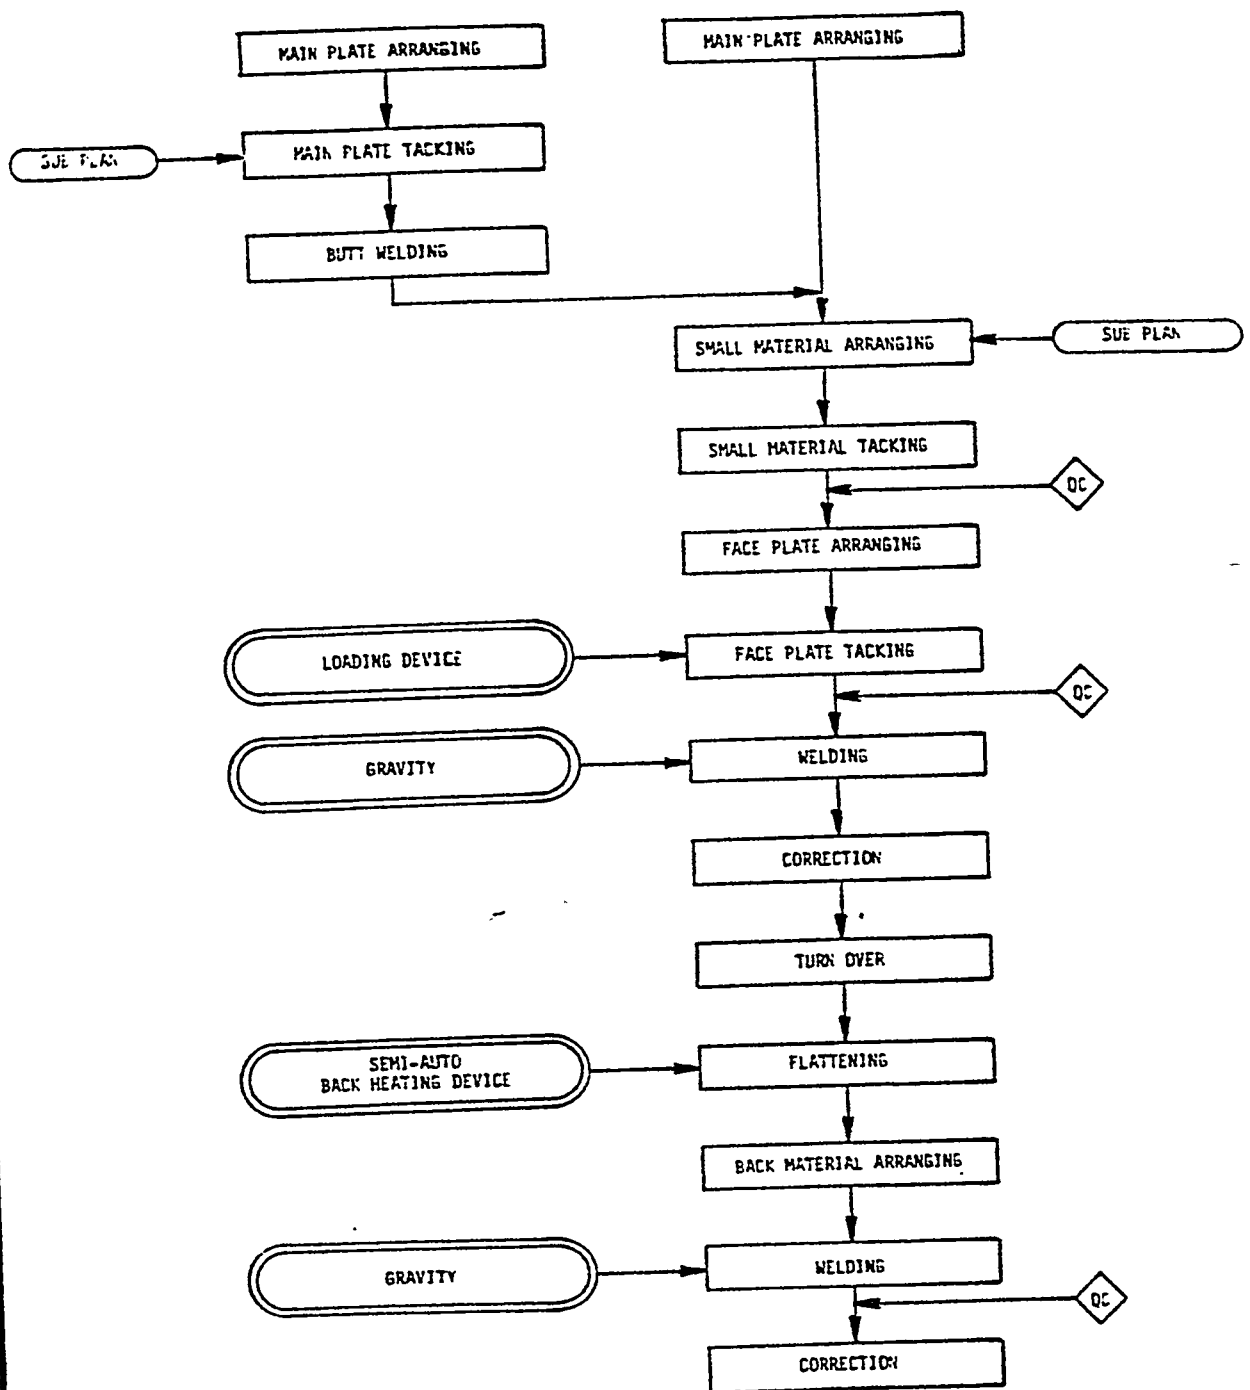 MAIN PLATE ARRANGING
MAIN PLATE ARRANGING
MAIN PLATE TACKING
SUB PLAN
BUTT WELDING
SMALL MATERIAL ARRANGING
SUB PLAN
SMALL MATERIAL TACKING
QC
FACE PLATE ARRANGING
LOADING DEVICE
FACE PLATE TACKING
QC
GRAVITY
WELDING
CORRECTION
TURN OVER
SEMI-AUTO
BACK HEATING DEVICE
FLATTENING
BACK MATERIAL ARRANGING
GRAVITY
WELDING
QC
CORRECTION